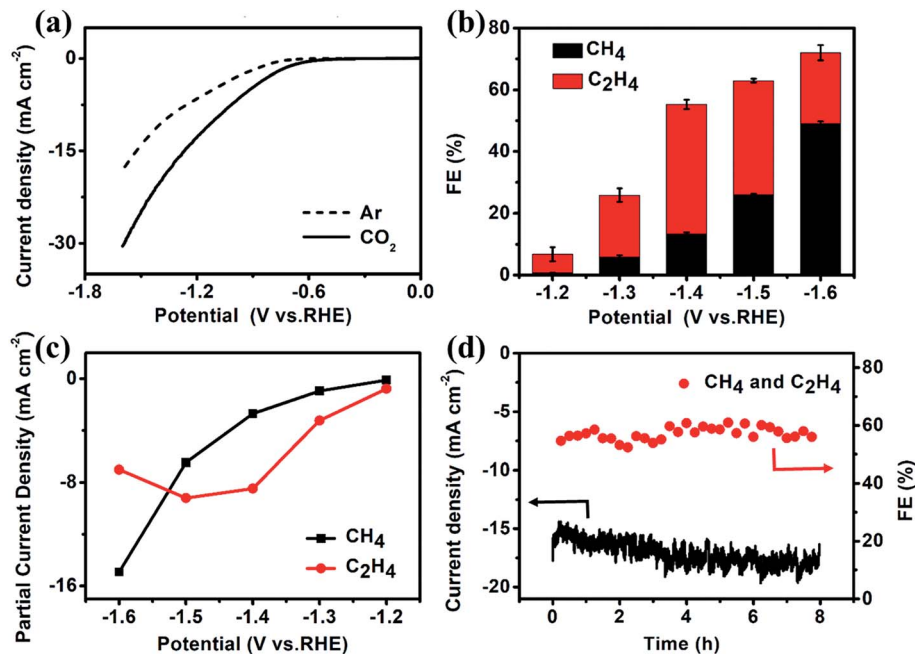 (a)
0
-15
-30
Current density (mA cm⁻²)
Ar
CO₂
-1.8 -1.2 -0.6 0.0
Potential (V vs.RHE)
(b)
80
60
40
20
0
FE (%)
CH₄
C₂H₄
-1.2 -1.3 -1.4 -1.5 -1.6
Potential (V vs.RHE)
(c)
0
-8
-16
Partial Current Density (mA cm⁻²)
CH₄
C₂H₄
-1.6 -1.5 -1.4 -1.3 -1.2
Potential (V vs.RHE)
(d)
0
-5
-10
-15
-20
Current density (mA cm⁻²)
CH₄ and C₂H₄
80
60
40
20
0
FE (%)
0 2 4 6 8
Time (h)